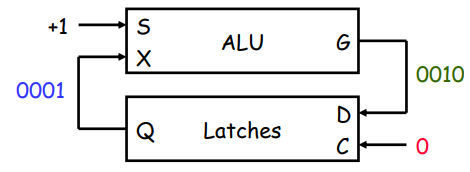 +1 S ALU G
X
0001 0010
Q Latches D
C 0